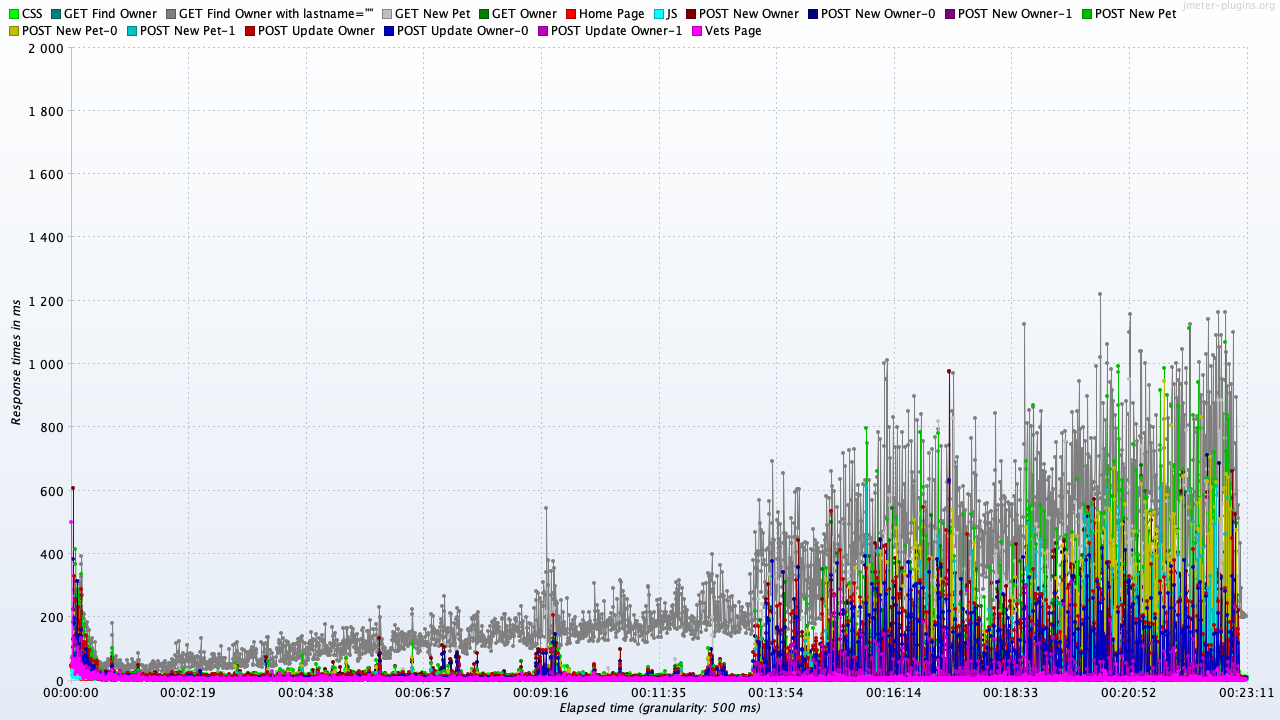 jmeter-plugins.org
CSS GET Find Owner GET Find Owner with lastname="" GET New Pet GET Owner Home Page JS POST New Owner POST New Owner-0 POST New Owner-1 POST New Pet
POST New Pet-0 POST New Pet-1 POST Update Owner POST Update Owner-0 POST Update Owner-1 Vets Page
2 000
1 800
1 600
1 400
1 200
1 000
800
600
400
200
0
Response times in ms
00:00:00 00:02:19 00:04:38 00:06:57 00:09:16 00:11:35 00:13:54 00:16:14 00:18:33 00:20:52 00:23:11
Elapsed time (granularity: 500 ms)